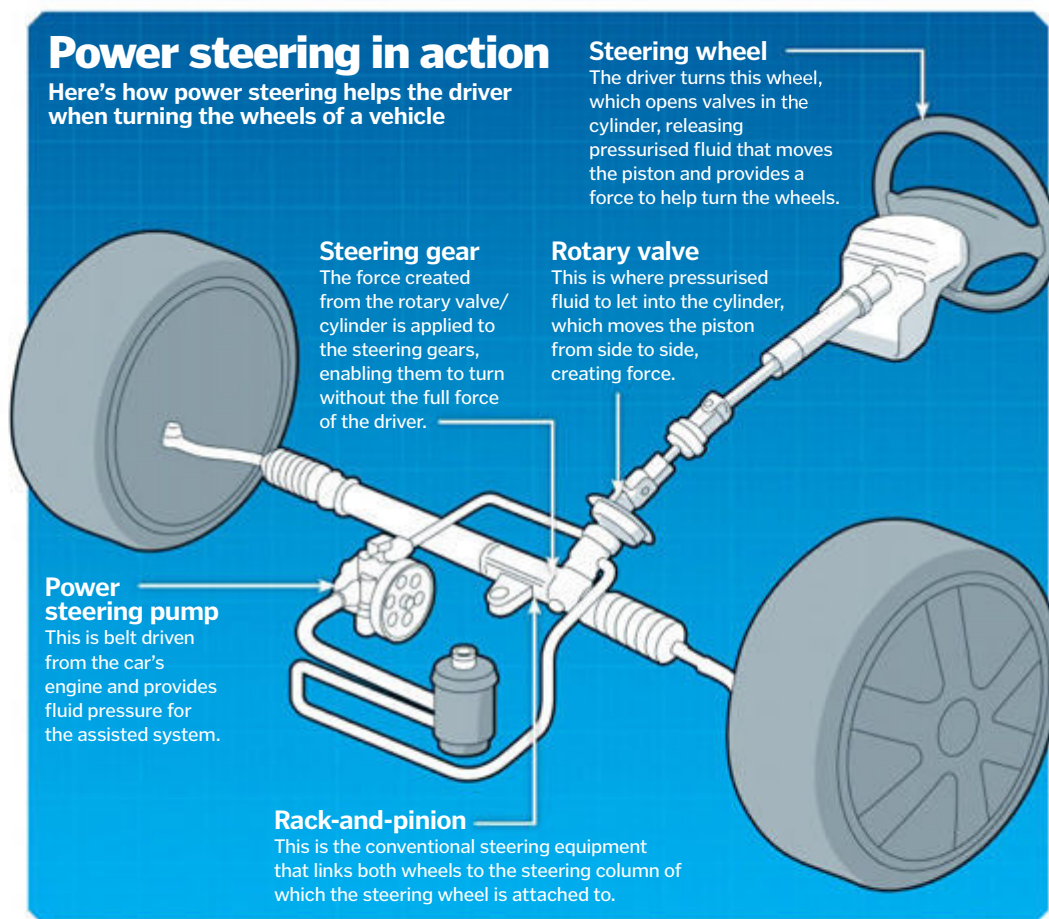 Power steering in action
Here's how power steering helps the driver
when turning the wheels of a vehicle
Steering wheel
The driver turns this wheel,
which opens valves in the
cylinder, releasing
pressurised fluid that moves
the piston and provides a
force to help turn the wheels.
Steering gear
The force created
from the rotary valve/
cylinder is applied to
the steering gears,
enabling them to turn
without the full force
of the driver.
Rotary valve
This is where pressurised
fluid to let into the cylinder,
which moves the piston
from side to side,
creating force.
Power
steering pump
This is belt driven
from the car's
engine and provides
fluid pressure for
the assisted system.
Rack-and-pinion
This is the conventional steering equipment
that links both wheels to the steering column of
which the steering wheel is attached to.